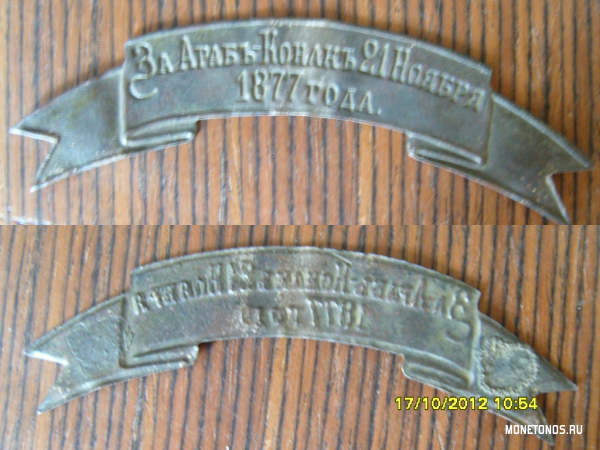 За Арабъ-Конакъ 21 Ноября
1877 года.
17/10/2012 10:54
MONETONOS.RU